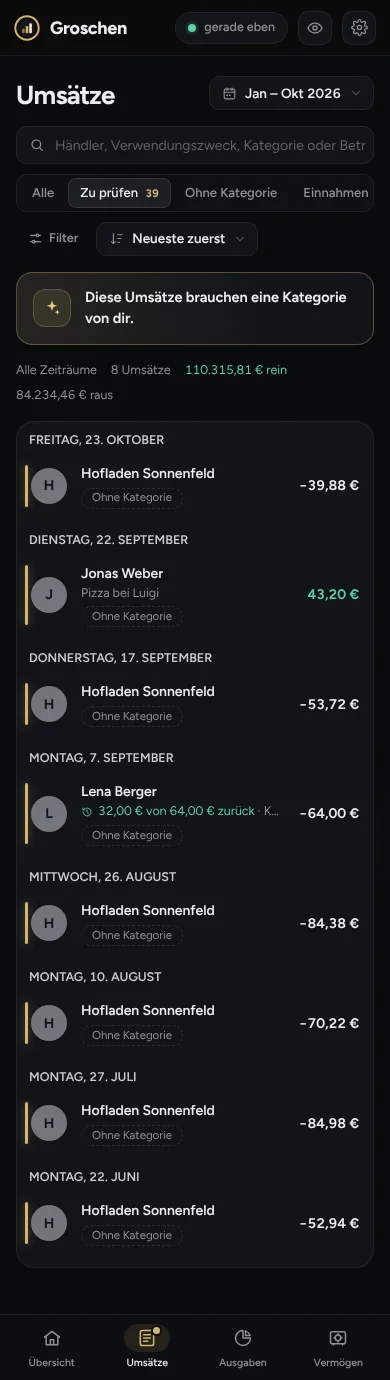 Groschen
gerade eben
Umsätze
Jan – Okt 2026
Händler, Verwendungszweck, Kategorie oder Betr
Alle
Zu prüfen 39
Ohne Kategorie
Einnahmen
Filter
Neueste zuerst
Diese Umsätze brauchen eine Kategorie
von dir.
Alle Zeiträume 8 Umsätze 110.315,81 € rein
84.234,46 € raus
FREITAG, 23. OKTOBER
H
Hofladen Sonnenfeld
Ohne Kategorie
-39,88 €
DIENSTAG, 22. SEPTEMBER
J
Jonas Weber
Pizza bei Luigi
Ohne Kategorie
43,20 €
DONNERSTAG, 17. SEPTEMBER
H
Hofladen Sonnenfeld
Ohne Kategorie
-53,72 €
MONTAG, 7. SEPTEMBER
L
Lena Berger
32,00 € von 64,00 € zurück · K...
Ohne Kategorie
-64,00 €
MITTWOCH, 26. AUGUST
H
Hofladen Sonnenfeld
Ohne Kategorie
-84,38 €
MONTAG, 10. AUGUST
H
Hofladen Sonnenfeld
Ohne Kategorie
-70,22 €
MONTAG, 27. JULI
H
Hofladen Sonnenfeld
Ohne Kategorie
-84,98 €
MONTAG, 22. JUNI
H
Hofladen Sonnenfeld
Ohne Kategorie
-52,94 €
Übersicht
Umsätze
Ausgaben
Vermögen